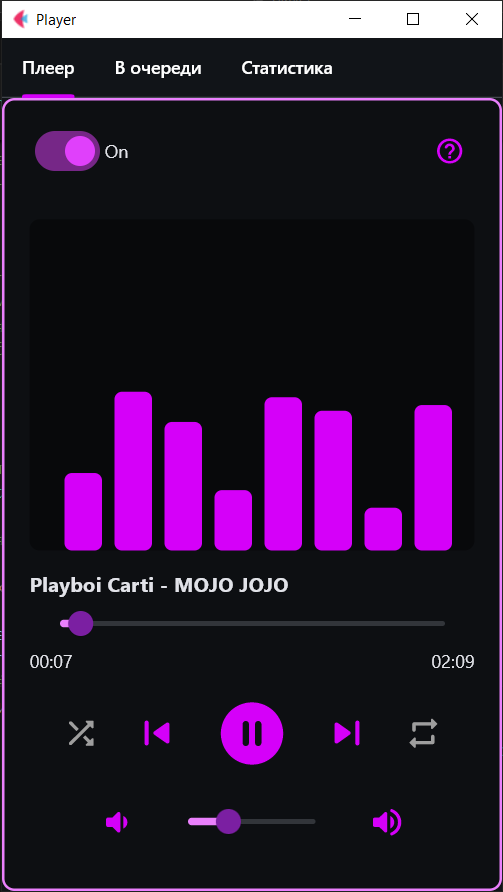 Player
Плеер В очереди Статистика
On
Playboi Carti - MOJO JOJO
00:07 02:09